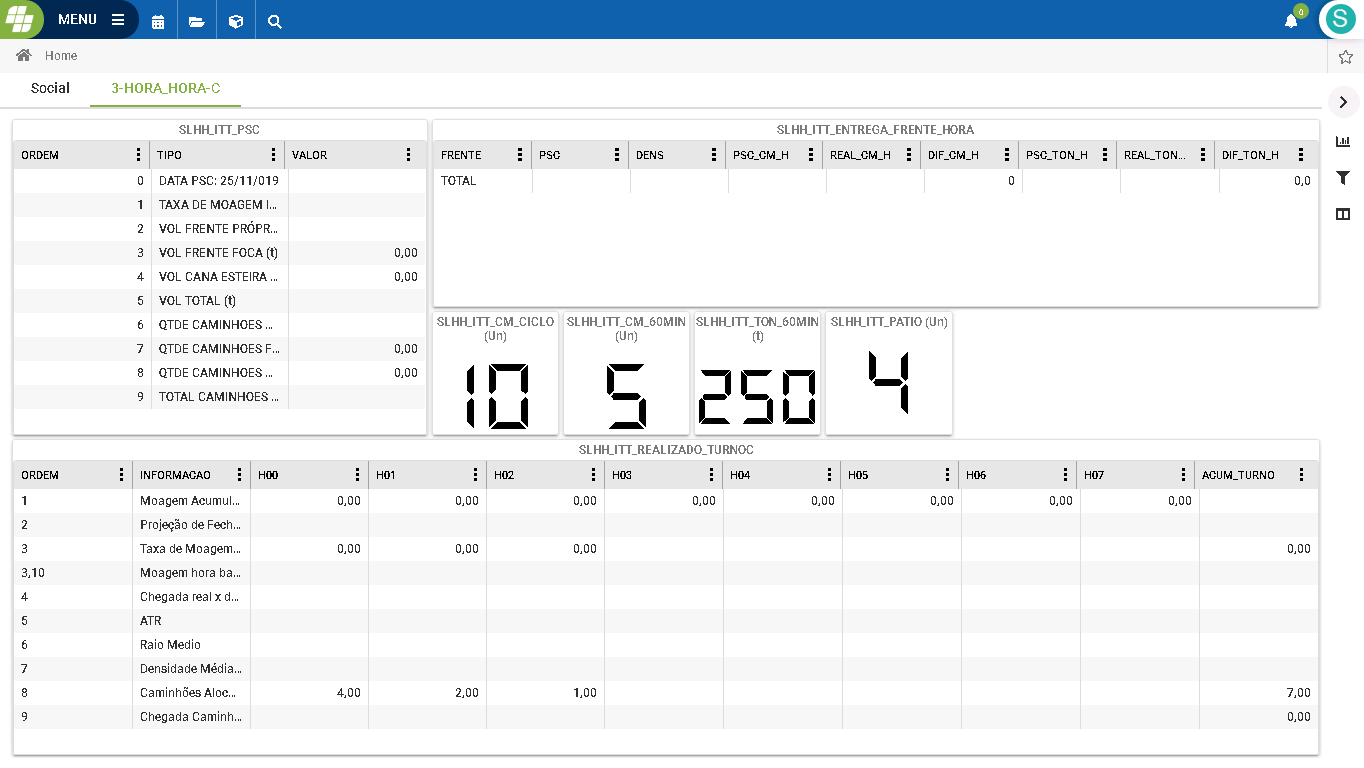 MENU
0
S
Home
Social 3-HORA_HORA-C
SLHH_ITT_PSC
ORDEM TIPO VALOR
0 DATA PSC: 25/11/019
1 TAXA DE MOAGEM I...
2 VOL FRENTE PRÓPR...
3 VOL FRENTE FOCA (t) 0,00
4 VOL CANA ESTEIRA ... 0,00
5 VOL TOTAL (t)
6 QTDE CAMINHOES ...
7 QTDE CAMINHOES F... 0,00
8 QTDE CAMINHOES ... 0,00
9 TOTAL CAMINHOES ...
SLHH_ITT_ENTREGA_FRENTE_HORA
FRENTE PSC DENS PSC_CM_H REAL_CM_H DIF_CM_H PSC_TON_H REAL_TON... DIF_TON_H
TOTAL 0 0,0
SLHH_ITT_CM_CICLO
(Un)
10
SLHH_ITT_CM_60MIN
(Un)
5
SLHH_ITT_TON_60MIN
(t)
250
SLHH_ITT_PATIO (Un)
4
SLHH_ITT_REALIZADO_TURNOC
ORDEM INFORMACAO H00 H01 H02 H03 H04 H05 H06 H07 ACUM_TURNO
1 Moagem Acumul... 0,00 0,00 0,00 0,00 0,00 0,00 0,00 0,00
2 Projeção de Fech...
3 Taxa de Moagem... 0,00 0,00 0,00 0,00
3,10 Moagem hora ba...
4 Chegada real x d...
5 ATR
6 Raio Medio
7 Densidade Média...
8 Caminhões Aloc... 4,00 2,00 1,00 7,00
9 Chegada Caminh... 0,00